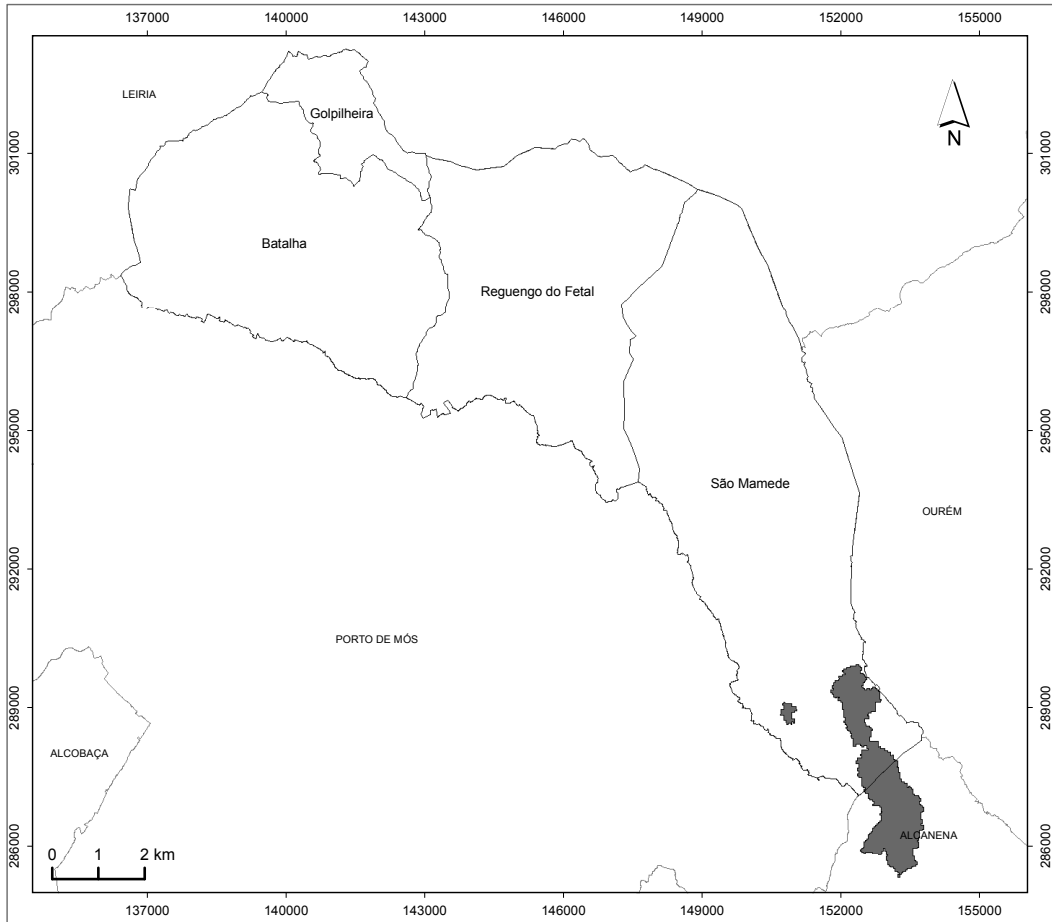 137000 140000 143000 146000 149000 152000 155000
LEIRIA
Golpilheira
N
301000 301000
Batalha
Reguengo do Fetal
298000 298000
295000 295000
São Mamede
OURÉM
292000 292000
PORTO DE MÓS
289000 289000
ALCOBAÇA
ALCANENA
286000 286000
0 1 2 km
137000 140000 143000 146000 149000 152000 155000